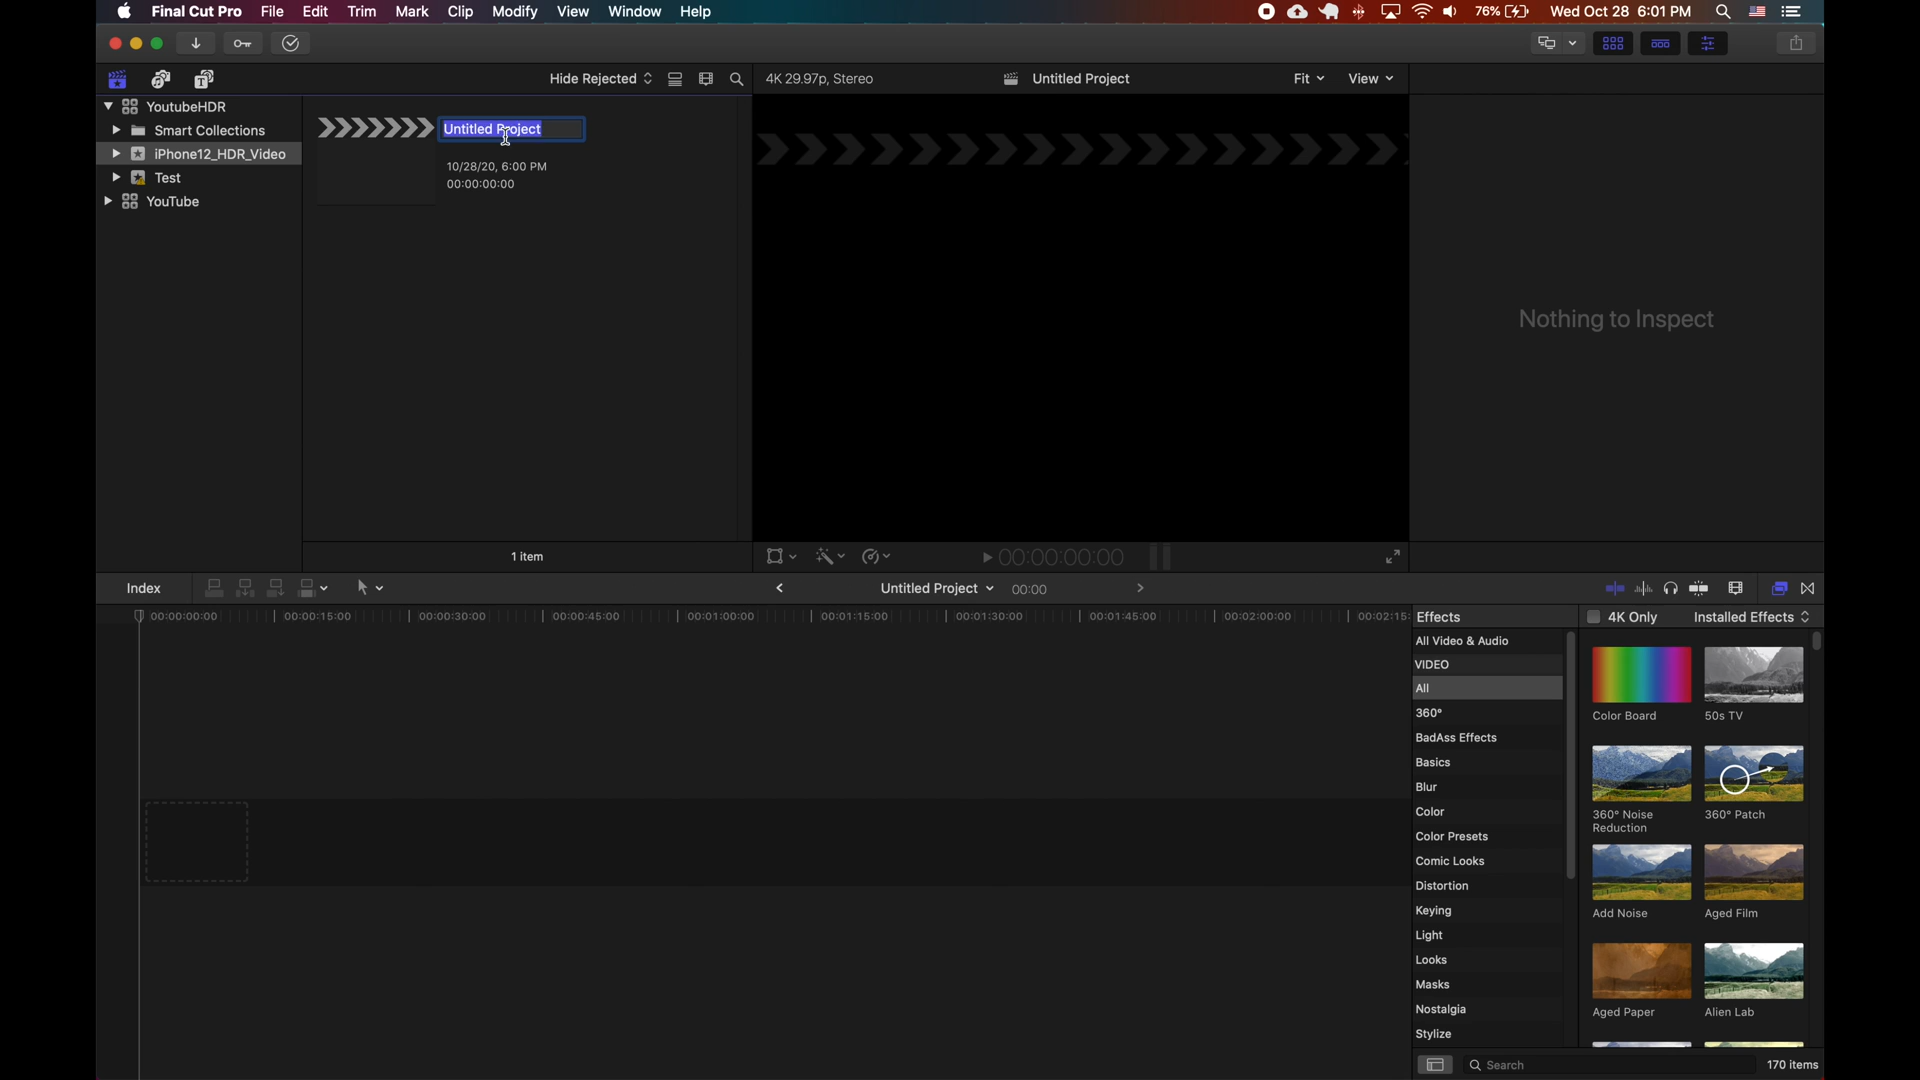 Final Cut Pro File Edit Trim Mark Clip Modify View Window Help 76% Wed Oct 28 6:01 PM
Hide Rejected 4K 29.97p, Stereo Untitled Project Fit View
YoutubeHDR
Smart Collections
iPhone12_HDR_Video
Test
YouTube
Untitled Project
10/28/20, 6:00 PM
00:00:00:00
Nothing to Inspect
1 item
00:00:00:00
Index Untitled Project 00:00
00:00:00:00 00:00:15:00 00:00:30:00 00:00:45:00 00:01:00:00 00:01:15:00 00:01:30:00 00:01:45:00 00:02:00:00 00:02:15:
Effects 4K Only Installed Effects
All Video & Audio
VIDEO
All
360°
BadAss Effects
Basics
Blur
Color
Color Presets
Comic Looks
Distortion
Keying
Light
Looks
Masks
Nostalgia
Stylize
Color Board 50s TV
360° Noise
Reduction
360° Patch
Add Noise Aged Film
Aged Paper Alien Lab
Search 170 items